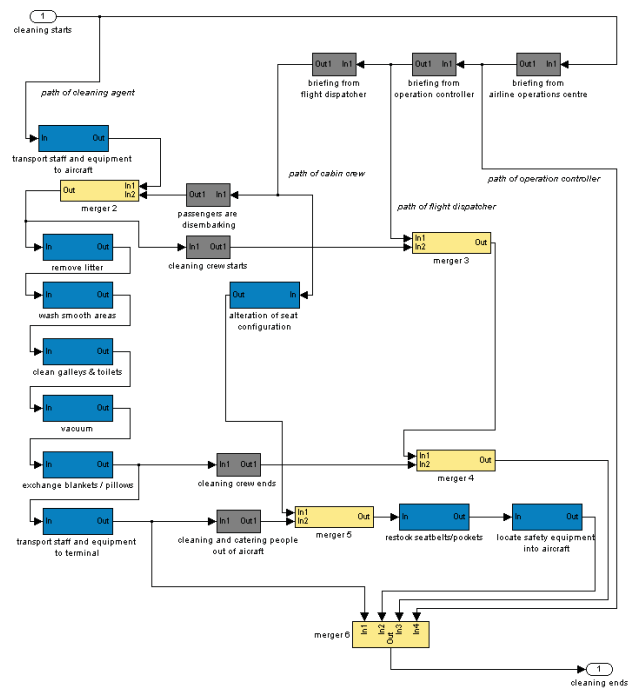 1
cleaning starts
Out1 In1
briefing from
flight dispatcher
Out1 In1
briefing from
operation controller
Out1 In1
briefing from
airline operations centre
path of cleaning agent
In Out
transport staff and equipment
to aircraft
path of cabin crew
path of operation controller
Out In1
In2
merger 2
Out1 In1
passengers are
disembarking
path of flight dispatcher
In Out
remove litter
In1 Out1
cleaning crew starts
In1
In2 Out
merger 3
In Out
wash smooth areas
Out In
alteration of seat
configuration
In Out
clean galleys & toilets
In Out
vacuum
In Out
exchange blankets / pillows
In1 Out1
cleaning crew ends
In1
In2 Out
merger 4
In Out
transport staff and equipment
to terminal
In1 Out1
cleaning and catering people
out of aicraft
In1
In2 Out
merger 5
In Out
restock seatbelts/pockets
In Out
locate safety equipment
into aircraft
merger 6
In1 In2 In3 In4
Out
1
cleaning ends